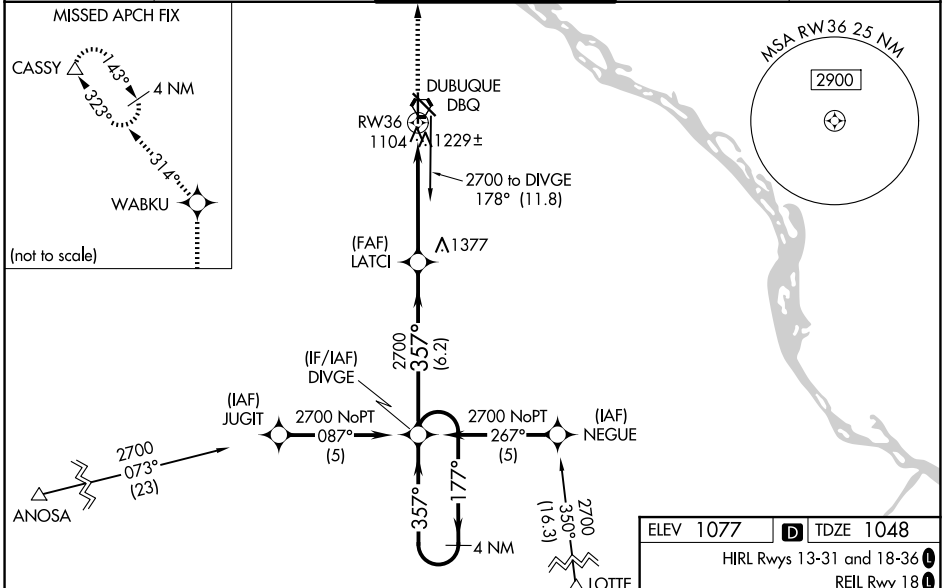 MISSED APCH FIX
CASSY
143°
4 NM
323°
314°
WABKU
(not to scale)
DUBUQUE
DBQ
RW36
1104
1229±
2700 to DIVGE
178° (11.8)
MSA RW36 25 NM
2900
(FAF)
LATCI
1377
2700
357°
(6.2)
(IF/IAF)
DIVGE
(IAF)
JUGIT
2700 NoPT
087°
(5)
2700 NoPT
267°
(5)
(IAF)
NEGUE
2700
073°
(23)
ANOSA
357°
177°
4 NM
2700
350°
(16.3)
LOTTE
ELEV 1077 D TDZE 1048
HIRL Rwys 13-31 and 18-36 L
REIL Rwy 18 L